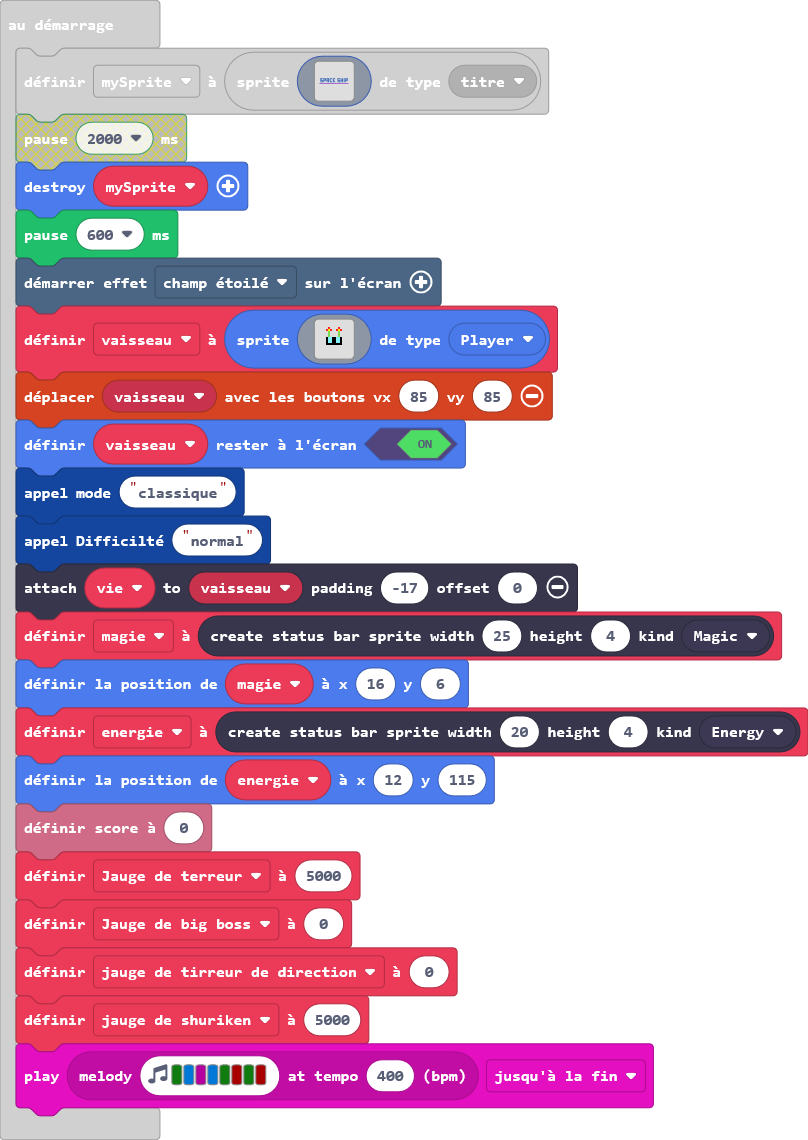 au démarrage
définir mySprite à sprite SPACE SHIP de type titre
pause 2000 ms
destroy mySprite
pause 600 ms
démarrer effet champ étoilé sur l'écran
définir vaisseau à sprite de type Player
déplacer vaisseau avec les boutons vx 85 vy 85
définir vaisseau rester à l'écran ON
appel mode "classique"
appel Difficilté "normal"
attach vie to vaisseau padding -17 offset 0
définir magie à create status bar sprite width 25 height 4 kind Magic
définir la position de magie à x 16 y 6
définir energie à create status bar sprite width 20 height 4 kind Energy
définir la position de energie à x 12 y 115
définir score à 0
définir Jauge de terreur à 5000
définir Jauge de big boss à 0
définir jauge de tirreur de direction à 0
définir jauge de shuriken à 5000
play melody at tempo 400 (bpm) jusqu'à la fin